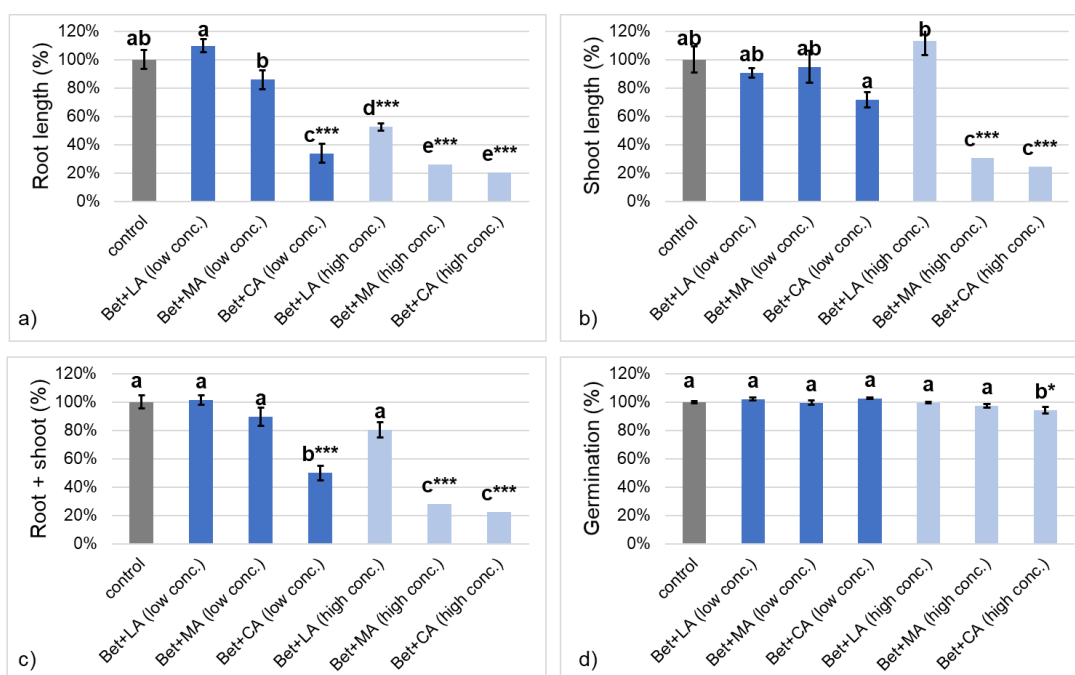 120%
100%
80%
60%
40%
20%
0%
Root length (%)
ab
a
b
c***
d***
e***
e***
control
Bet+LA (low conc.)
Bet+MA (low conc.)
Bet+CA (low conc.)
Bet+LA (high conc.)
Bet+MA (high conc.)
Bet+CA (high conc.)
a)
120%
100%
80%
60%
40%
20%
0%
Shoot length (%)
ab
ab
ab
a
b
c***
c***
control
Bet+LA (low conc.)
Bet+MA (low conc.)
Bet+CA (low conc.)
Bet+LA (high conc.)
Bet+MA (high conc.)
Bet+CA (high conc.)
b)
120%
100%
80%
60%
40%
20%
0%
Root + shoot (%)
a
a
a
b***
a
c***
c***
control
Bet+LA (low conc.)
Bet+MA (low conc.)
Bet+CA (low conc.)
Bet+LA (high conc.)
Bet+MA (high conc.)
Bet+CA (high conc.)
c)
120%
100%
80%
60%
40%
20%
0%
Germination (%)
a
a
a
a
a
a
b*
control
Bet+LA (low conc.)
Bet+MA (low conc.)
Bet+CA (low conc.)
Bet+LA (high conc.)
Bet+MA (high conc.)
Bet+CA (high conc.)
d)